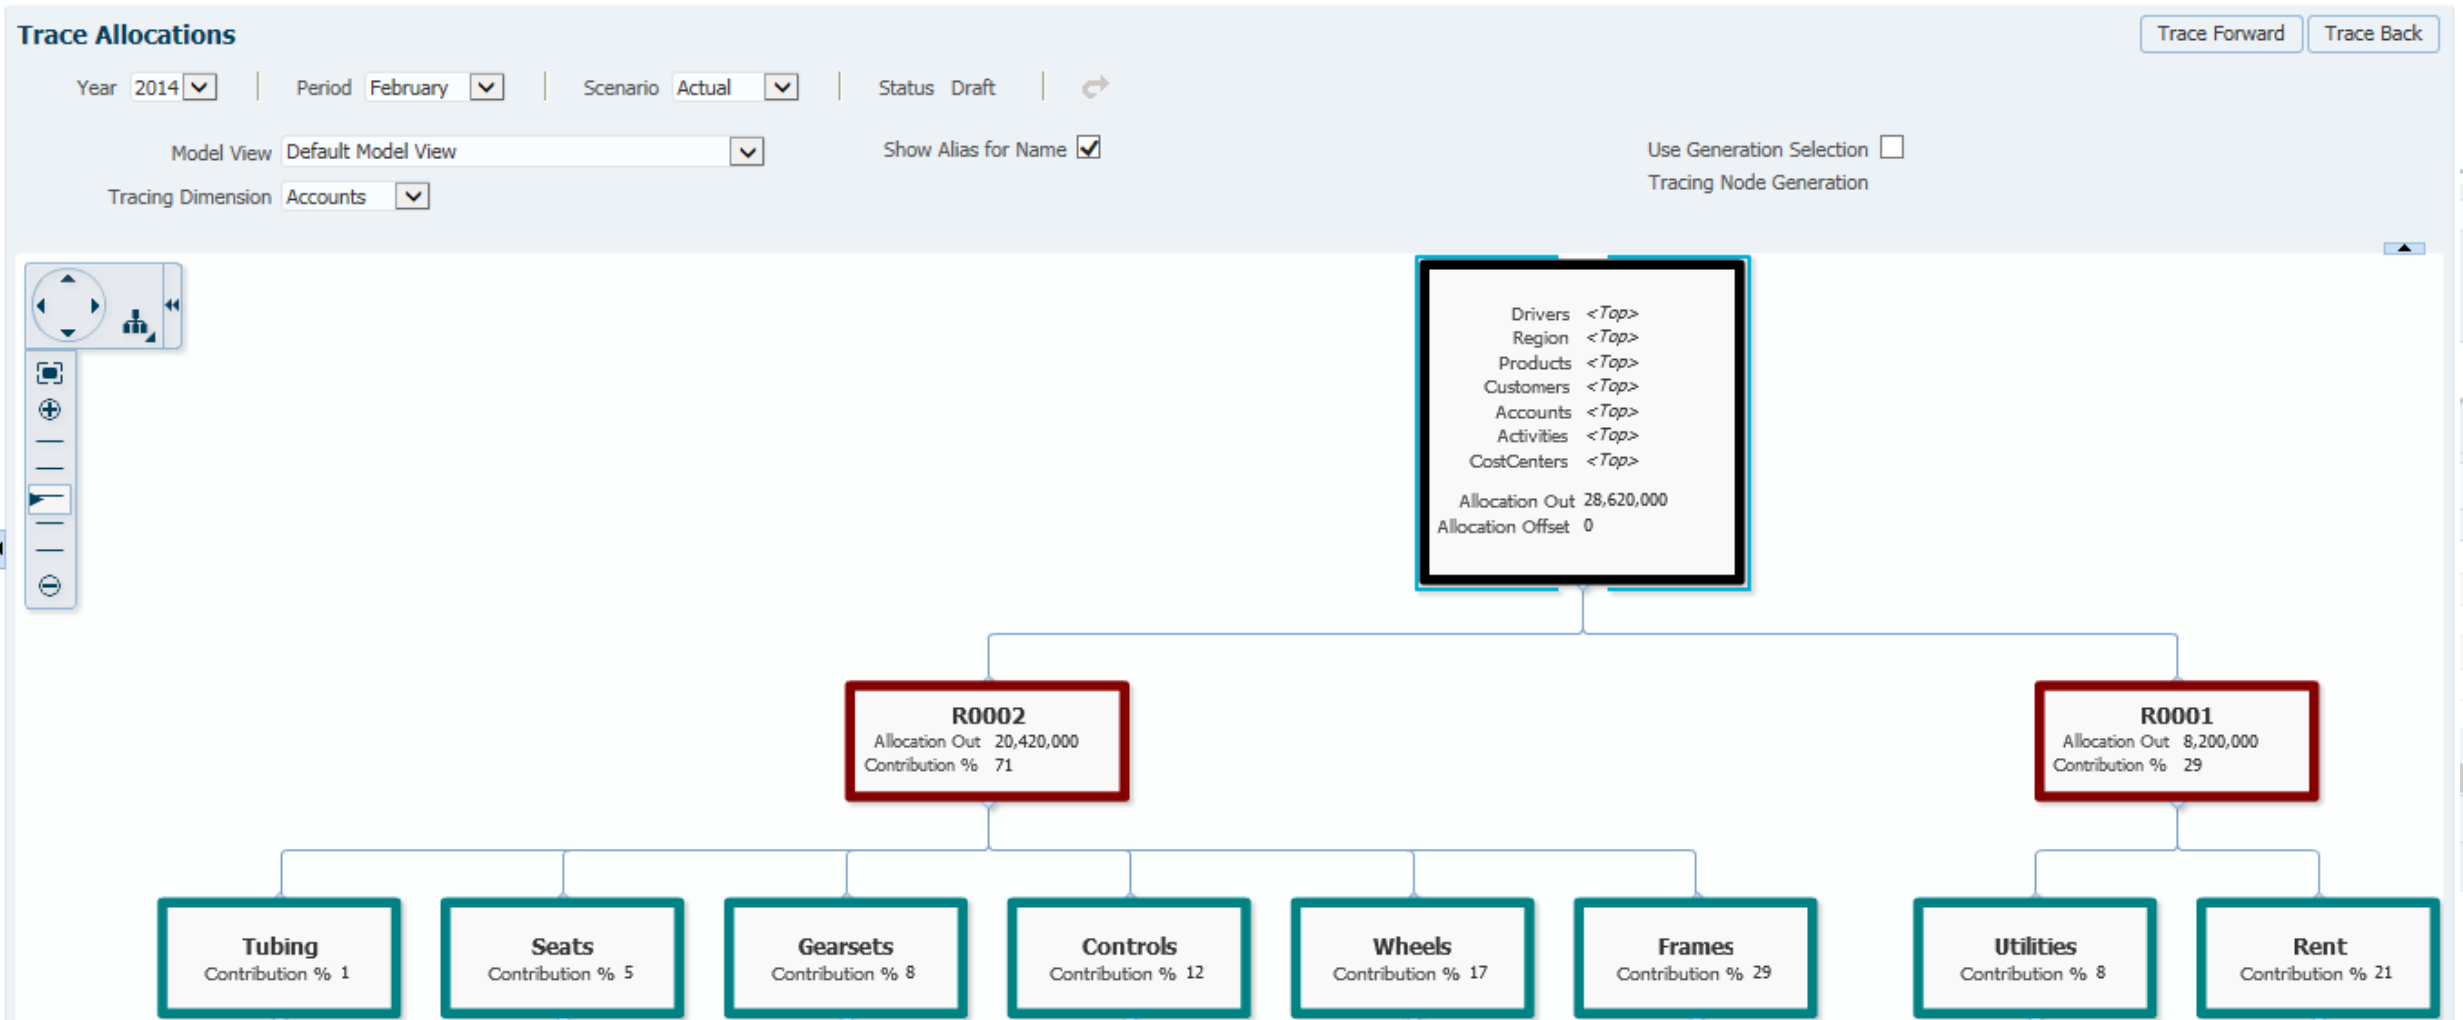 Trace Allocations
Trace Forward
Trace Back
Year 2014
Period February
Scenario Actual
Status Draft
Model View Default Model View
Show Alias for Name
Use Generation Selection
Tracing Dimension Accounts
Tracing Node Generation
Drivers <Top>
Region <Top>
Products <Top>
Customers <Top>
Accounts <Top>
Activities <Top>
CostCenters <Top>
Allocation Out 28,620,000
Allocation Offset 0
R0002
Allocation Out 20,420,000
Contribution % 71
R0001
Allocation Out 8,200,000
Contribution % 29
Tubing
Contribution % 1
Seats
Contribution % 5
Gearsets
Contribution % 8
Controls
Contribution % 12
Wheels
Contribution % 17
Frames
Contribution % 29
Utilities
Contribution % 8
Rent
Contribution % 21